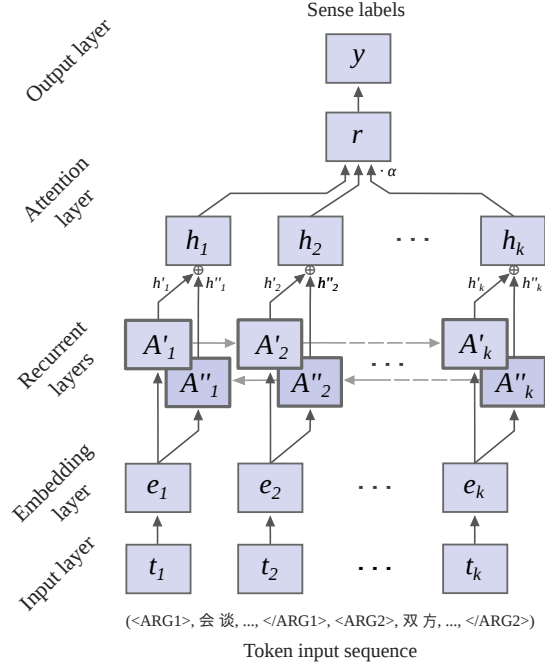 Sense labels
Output layer
y
r
· α
Attention
layer
h1 h2 ... hk
⊕ ⊕ ⊕
h'1 h''1 h'2 h''2 h'k h''k
Recurrent
layers
A'1 A'2 A'k
A''1 A''2 ... A''k
Embedding
layer
e1 e2 ... ek
Input layer
t1 t2 ... tk
(<ARG1>, 会 谈, ..., </ARG1>, <ARG2>, 双 方, ..., </ARG2>)
Token input sequence